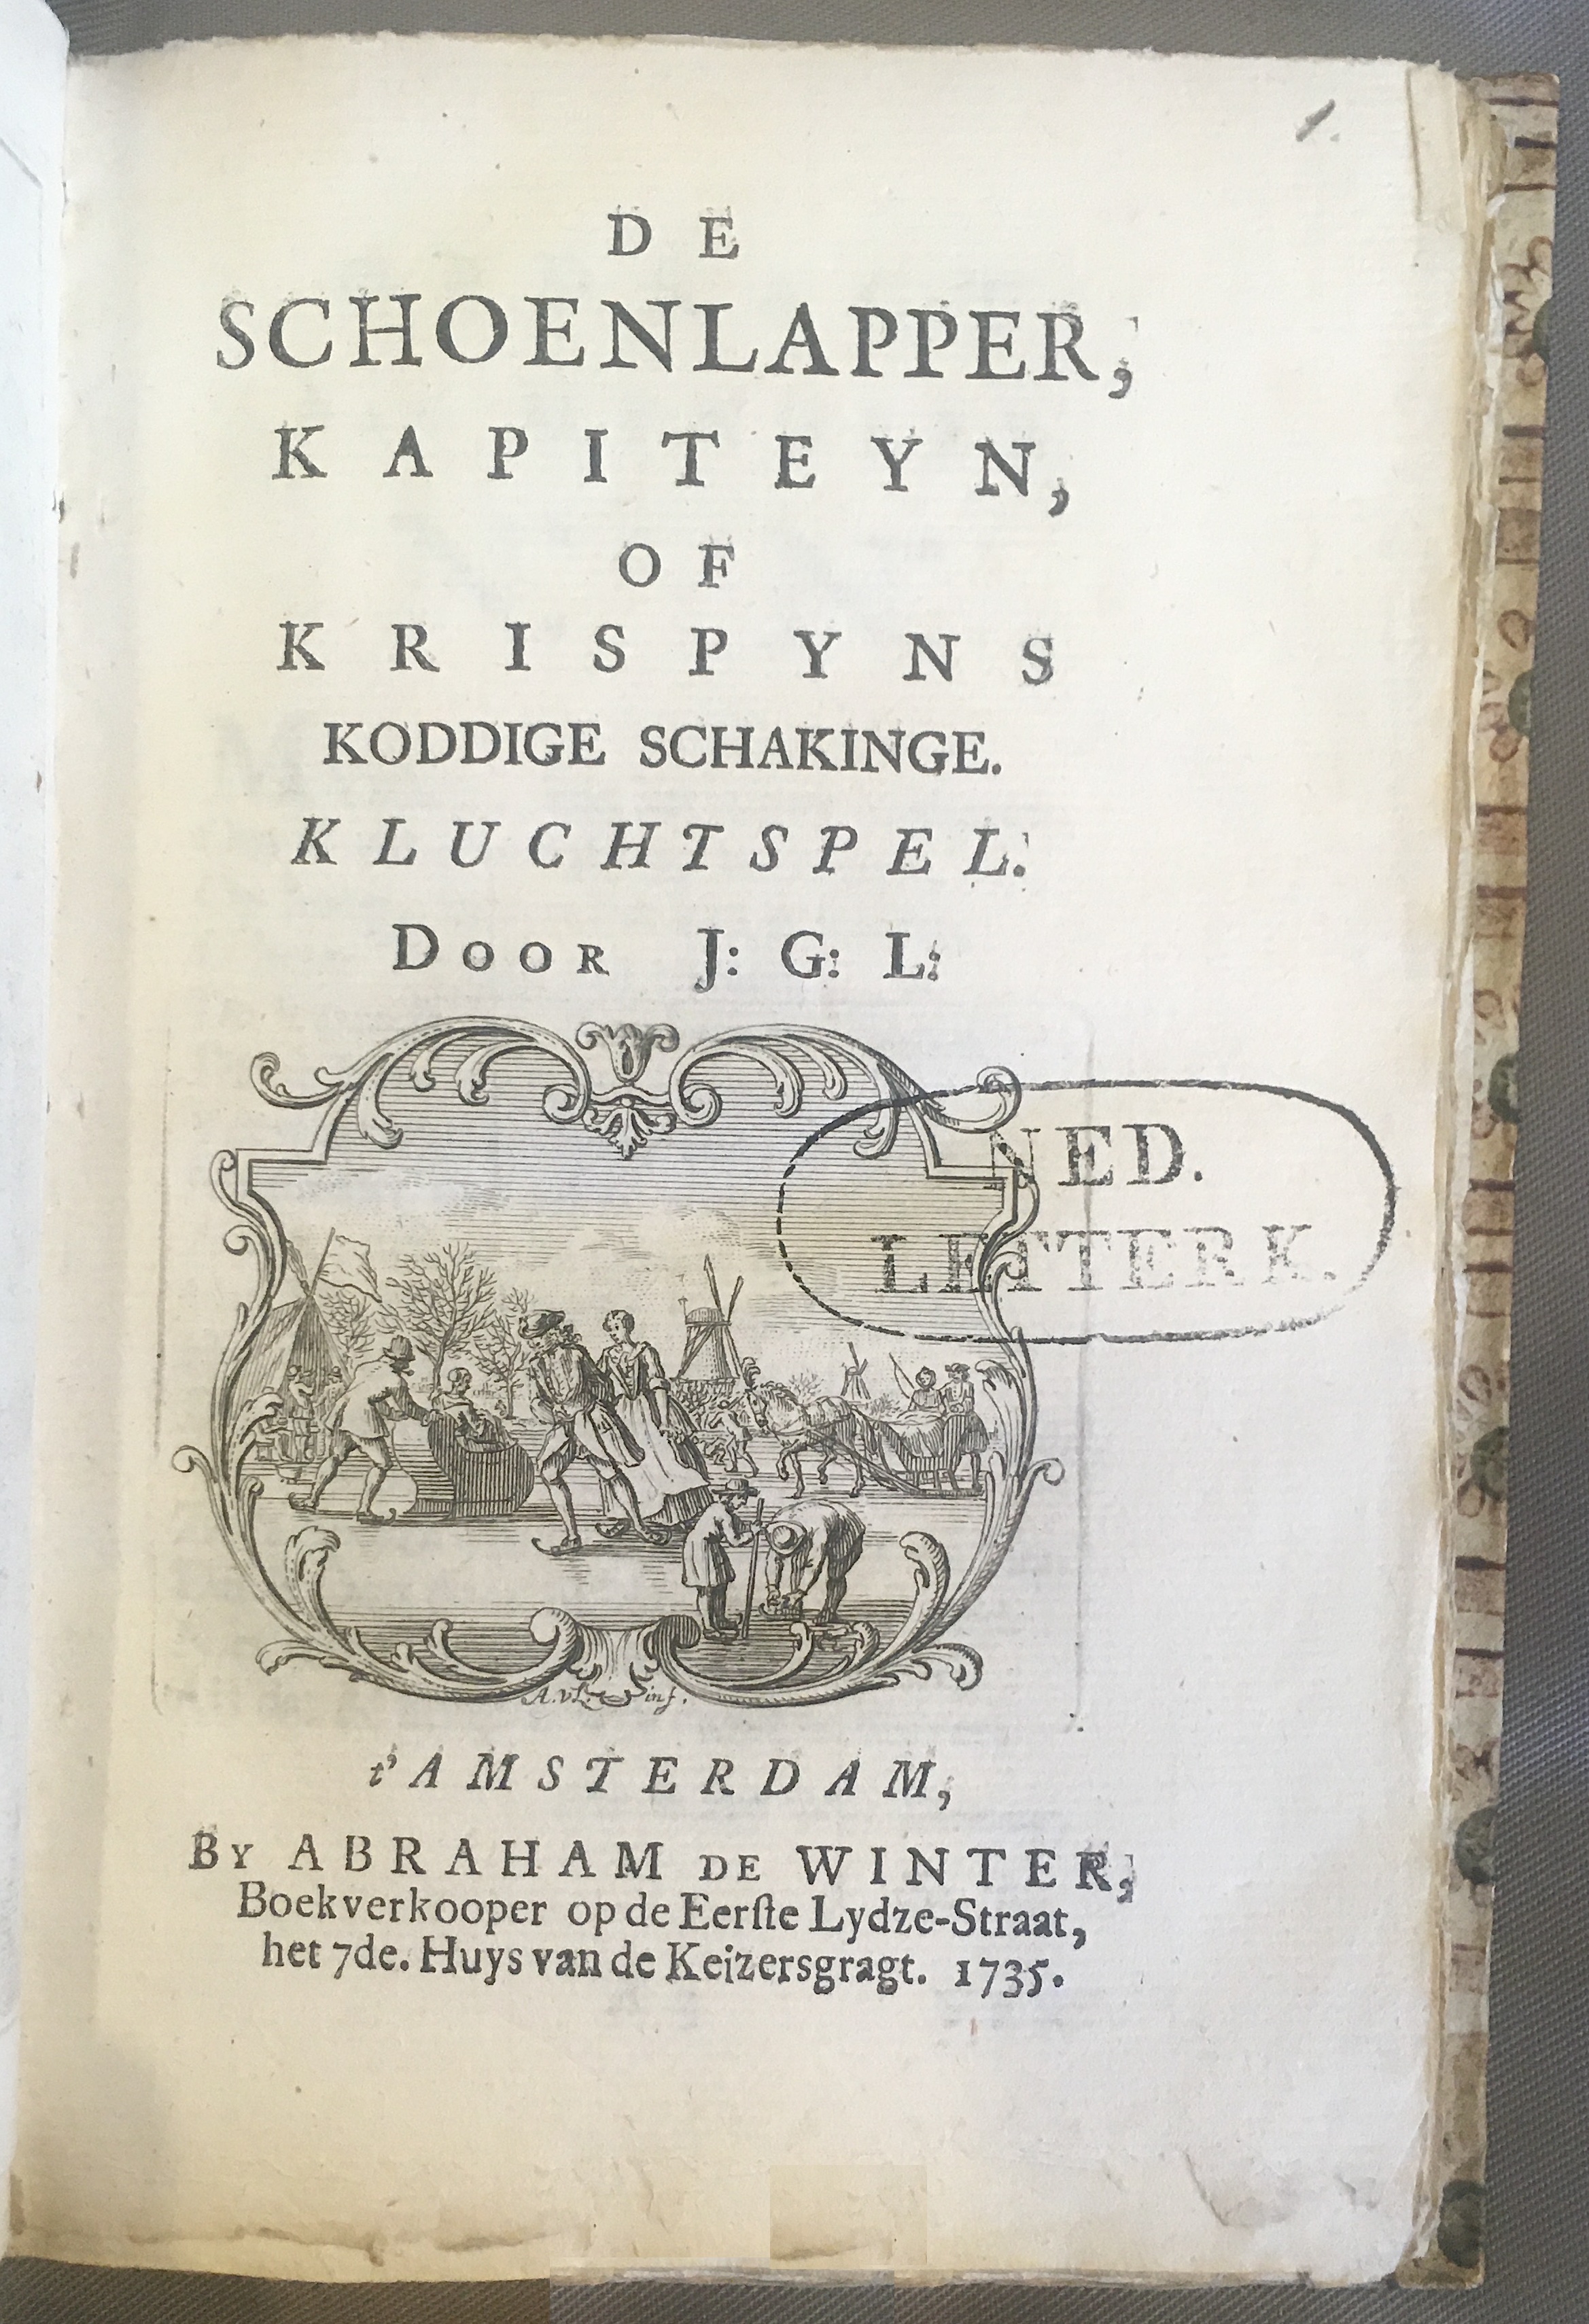 DE
SCHOENLAPPER,
KAPITEYN,
OF
KRISPYNS
KODDIGE SCHAKINGE.
KLUCHTSPEL.
DOOR J: G: L:
NED.
LETTERK.
t'AMSTERDAM,
BY ABRAHAM DE WINTER,
Boekverkooper op de Eerſte Lydze-Straat,
het 7de. Huys van de Keizersgragt. 1735.